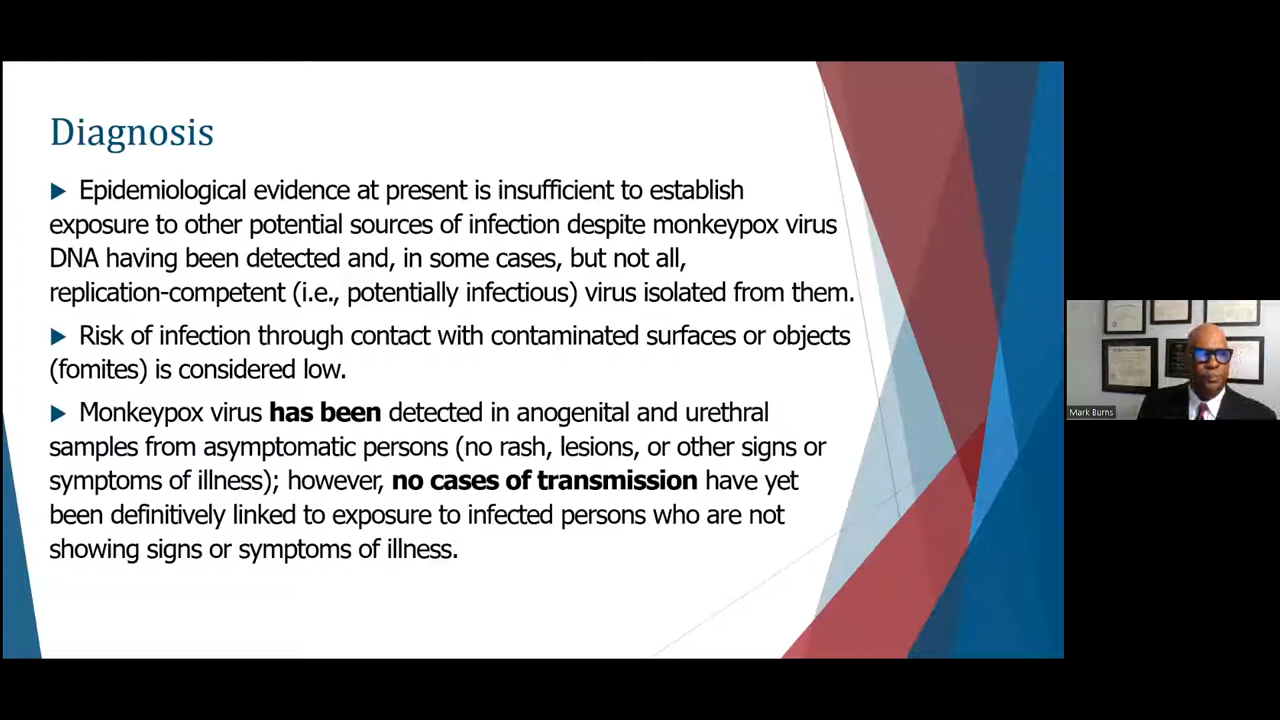 Diagnosis
Epidemiological evidence at present is insufficient to establish
exposure to other potential sources of infection despite monkeypox virus
DNA having been detected and, in some cases, but not all,
replication-competent (i.e., potentially infectious) virus isolated from them.
Risk of infection through contact with contaminated surfaces or objects
(fomites) is considered low.
Monkeypox virus has been detected in anogenital and urethral
samples from asymptomatic persons (no rash, lesions, or other signs or
symptoms of illness); however, no cases of transmission have yet
been definitively linked to exposure to infected persons who are not
showing signs or symptoms of illness.
Mark Burns